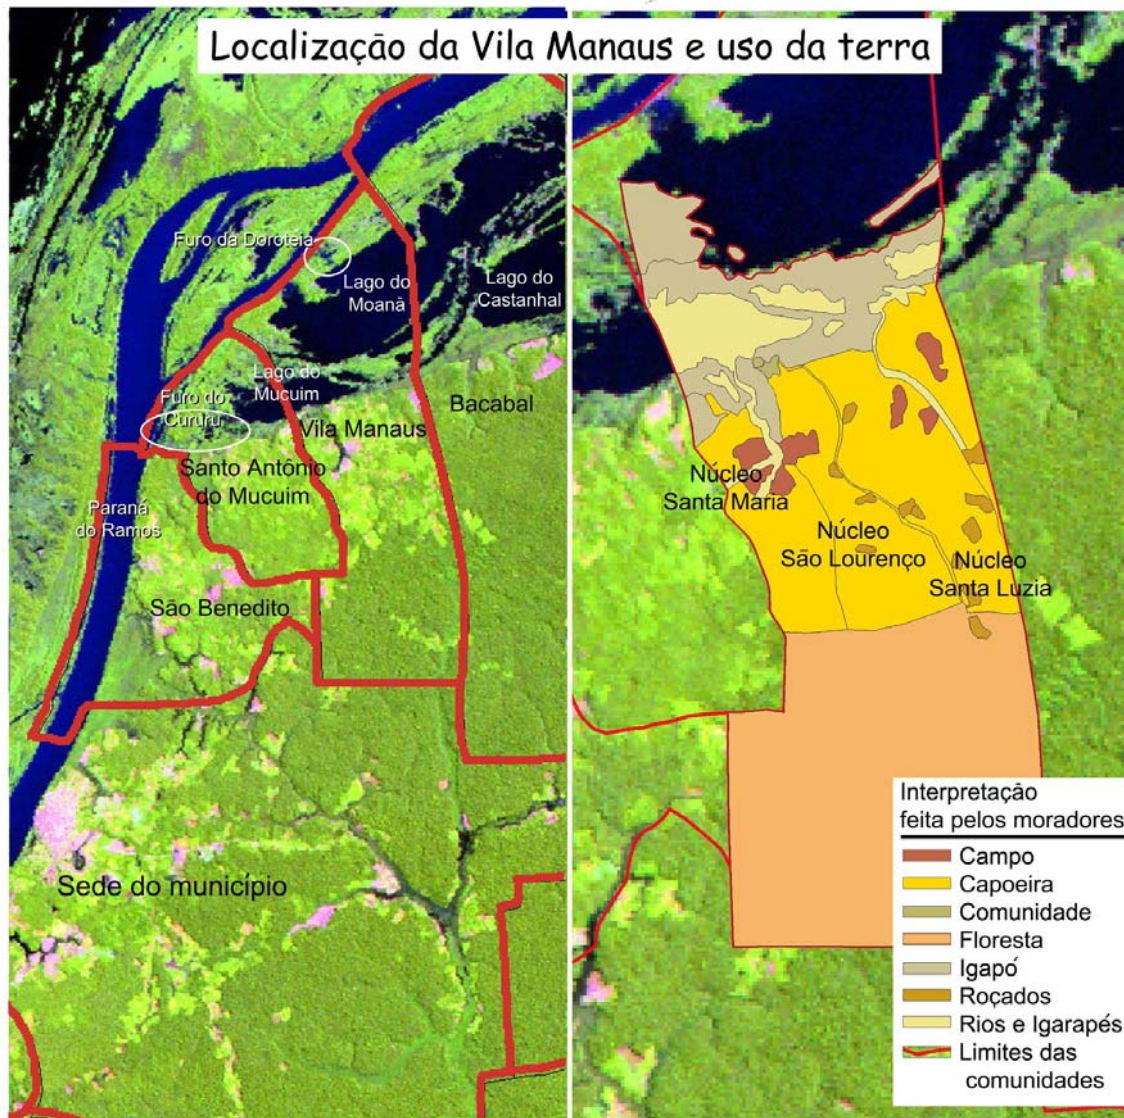 Localização da Vila Manaus e uso da terra
Furo da Doroteia
Lago do
Moanã
Lago do
Castanhal
Lago do
Mucuim
Furo do
Cururu
Bacabal
Vila Manaus
Santo Antônio
do Mucuim
Paraná
do Ramos
São Benedito
Sede do município
Núcleo
Santa Maria
Núcleo
São Lourenço
Núcleo
Santa Luzia
Interpretação
feita pelos moradores
Campo
Capoeira
Comunidade
Floresta
Igapó
Roçados
Rios e Igarapés
Limites das
comunidades